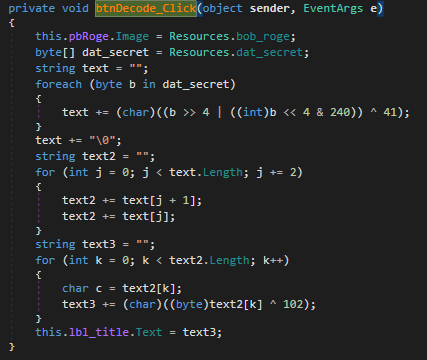 private void btnDecode_Click(object sender, EventArgs e)
{
this.pbRoge.Image = Resources.bob_roge;
byte[] dat_secret = Resources.dat_secret;
string text = "";
foreach (byte b in dat_secret)
{
text += (char)((b >> 4 | ((int)b << 4 & 240)) ^ 41);
}
text += "\0";
string text2 = "";
for (int j = 0; j < text.Length; j += 2)
{
text2 += text[j + 1];
text2 += text[j];
}
string text3 = "";
for (int k = 0; k < text2.Length; k++)
{
char c = text2[k];
text3 += (char)((byte)text2[k] ^ 102);
}
this.lbl_title.Text = text3;
}